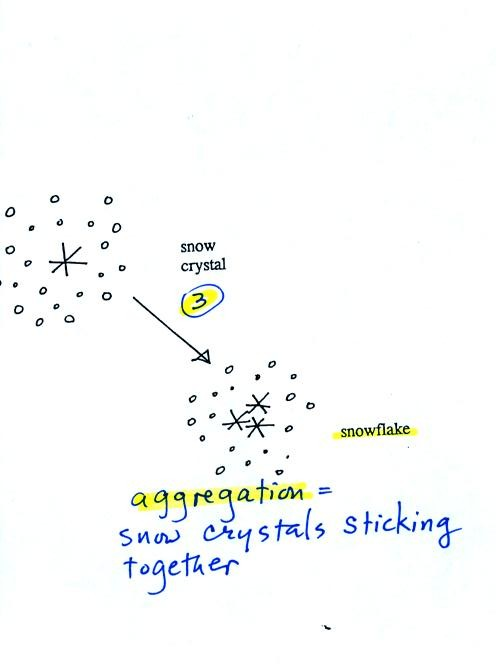 snow
crystal
3
snowflake
aggregation =
snow crystals sticking
together